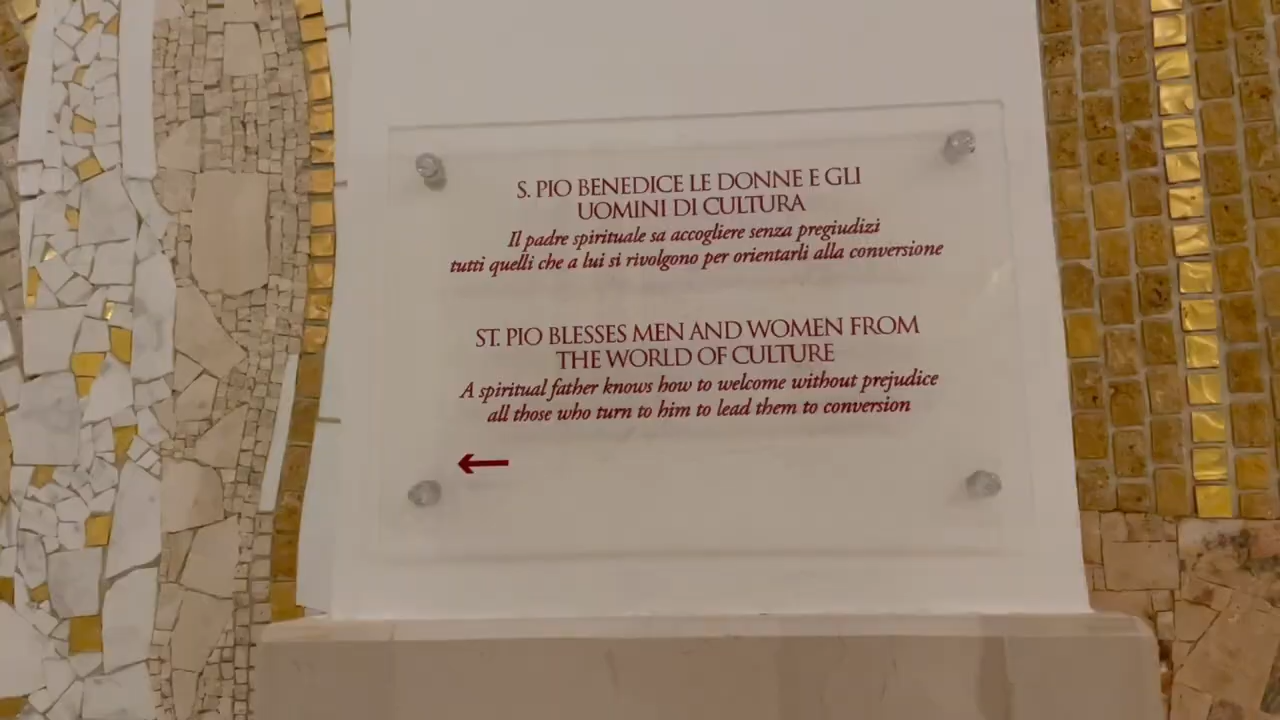 S. PIO BENEDICE LE DONNE E GLI
UOMINI DI CULTURA
Il padre spirituale sa accogliere senza pregiudizi
tutti quelli che a lui si rivolgono per orientarli alla conversione
ST. PIO BLESSES MEN AND WOMEN FROM
THE WORLD OF CULTURE
A spiritual father knows how to welcome without prejudice
all those who turn to him to lead them to conversion